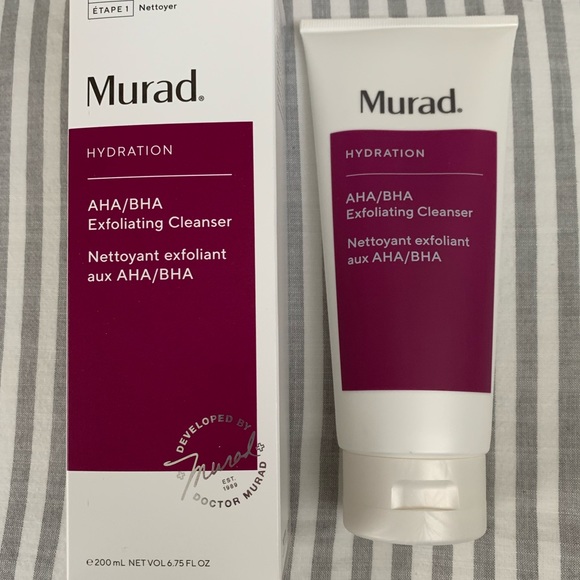 ÉTAPE 1 Nettoyer
Murad®
HYDRATION
AHA/BHA
Exfoliating Cleanser
Nettoyant exfoliant
aux AHA/BHA
DEVELOPED BY
Murad
EST.
1989
DOCTOR MURAD
℮ 200 mL NET VOL 6.75 FL OZ
Murad®
HYDRATION
AHA/BHA
Exfoliating Cleanser
Nettoyant exfoliant
aux AHA/BHA